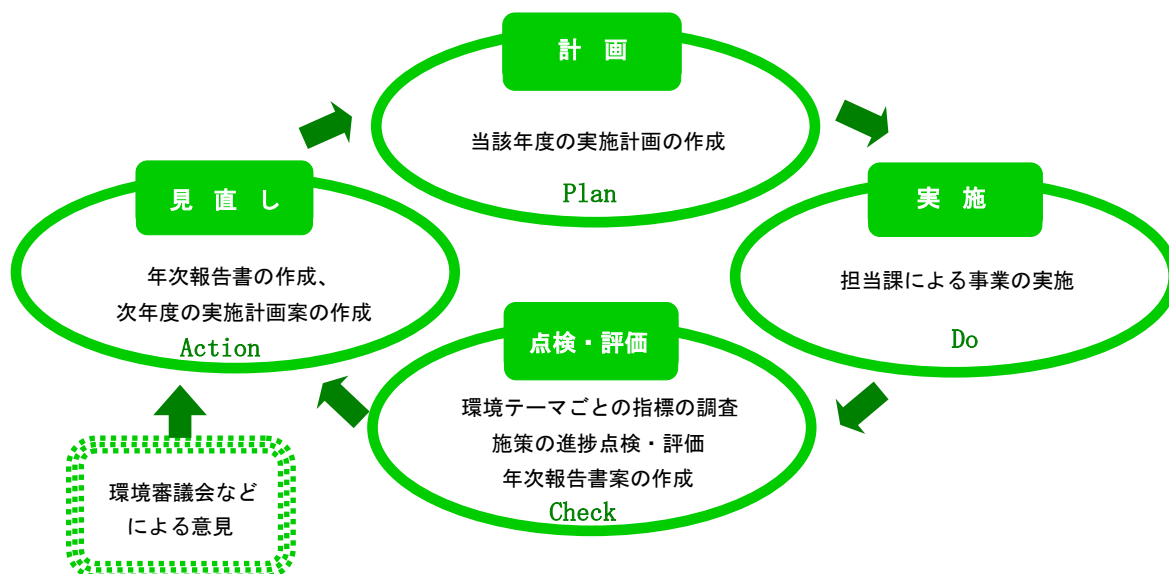 計 画
当該年度の実施計画の作成
Plan
実 施
担当課による事業の実施
Do
点検・評価
環境テーマごとの指標の調査
施策の進捗点検・評価
年次報告書案の作成
Check
見 直 し
年次報告書の作成、
次年度の実施計画案の作成
Action
環境審議会など
による意見